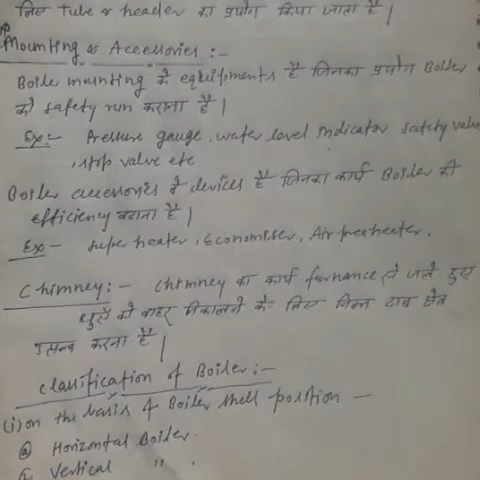 लिए Tube & header का प्रयोग किया जाता है |
Mounting & Accessories :-
Boiler mounting वे equipments है जिनका प्रयोग Boiler
को safety run कराना है |
Ex:- Pressure gauge, water level indicator safety valve
, stop valve etc
Boiler accessories वे devices है जिनका कार्य Boiler की
efficiency बढाना है |
Ex - supe heater, Economiser, Air preheater.
Chimney:- Chimney का कार्य furnance से जले हुए
धुएँ को बाहर निकालने के लिए निम्न दाब क्षेत्र
उत्पन्न करना है |
Classification of Boiler:-
(i) on the basis of Boiler shell position -
@ Horizontal Boiler.
Vertical " .